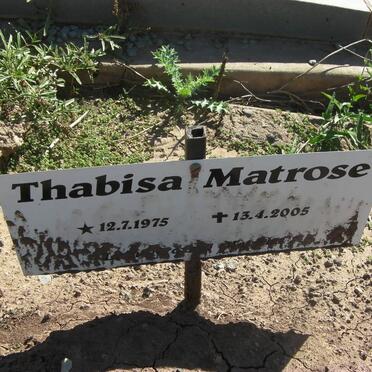 Thabisa Matrose
★ 12.7.1975 ✝ 13.4.2005